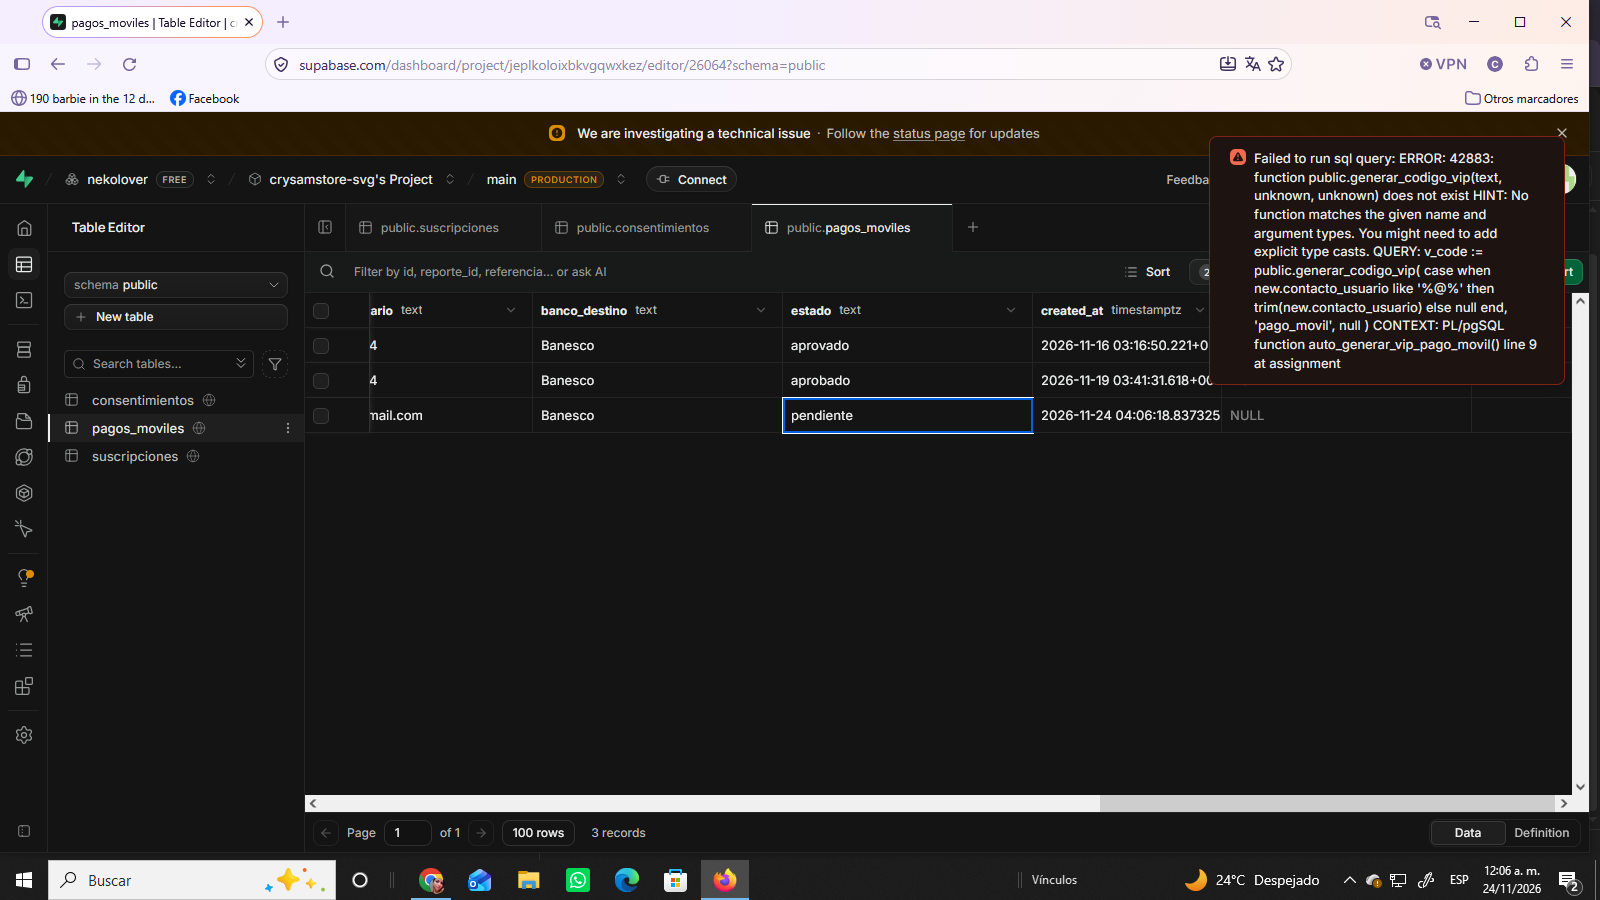 pagos_moviles | Table Editor | c
supabase.com/dashboard/project/jeplkoloixbkvgqwxkez/editor/26064?schema=public
VPN
C
190 barbie in the 12 d...
Facebook
Otros marcadores
We are investigating a technical issue · Follow the status page for updates
nekolover FREE
crysamstore-svg's Project
main PRODUCTION
Connect
Feedba
Failed to run sql query: ERROR: 42883:
function public.generar_codigo_vip(text,
unknown, unknown) does not exist HINT: No
function matches the given name and
argument types. You might need to add
explicit type casts. QUERY: v_code :=
public.generar_codigo_vip( case when
new.contacto_usuario like '%@%' then
trim(new.contacto_usuario) else null end,
'pago_movil', null ) CONTEXT: PL/pgSQL
function auto_generar_vip_pago_movil() line 9
at assignment
Table Editor
public.suscripciones
public.consentimientos
public.pagos_moviles
schema public
New table
Search tables...
consentimientos
pagos_moviles
suscripciones
Filter by id, reporte_id, referencia... or ask AI
Sort
2
rt
ario text
banco_destino text
estado text
created_at timestamptz
4 Banesco aprovado 2026-11-16 03:16:50.221+0
4 Banesco aprobado 2026-11-19 03:41:31.618+00
mail.com Banesco pendiente 2026-11-24 04:06:18.837325 NULL
Page 1 of 1
100 rows
3 records
Data
Definition
Buscar
Vínculos
24°C Despejado
ESP
12:06 a. m.
24/11/2026
2